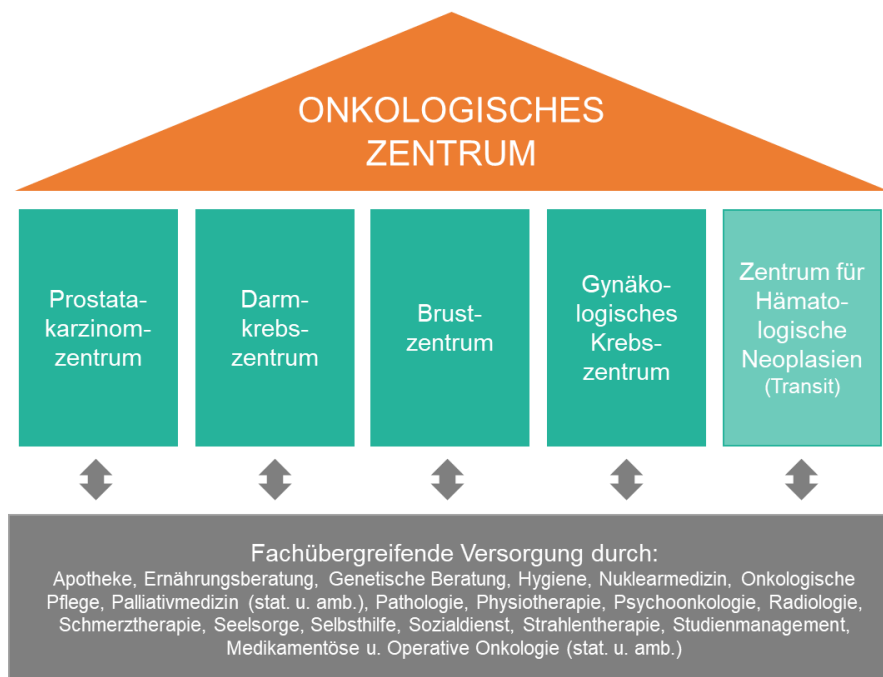 ONKOLOGISCHES
ZENTRUM
Prostata-
karzinom-
zentrum
Darm-
krebs-
zentrum
Brust-
zentrum
Gynäko-
logisches
Krebs-
zentrum
Zentrum für
Hämato-
logische
Neoplasien
(Transit)
Fachübergreifende Versorgung durch:
Apotheke, Ernährungsberatung, Genetische Beratung, Hygiene, Nuklearmedizin, Onkologische
Pflege, Palliativmedizin (stat. u. amb.), Pathologie, Physiotherapie, Psychoonkologie, Radiologie,
Schmerztherapie, Seelsorge, Selbsthilfe, Sozialdienst, Strahlentherapie, Studienmanagement,
Medikamentöse u. Operative Onkologie (stat. u. amb.)